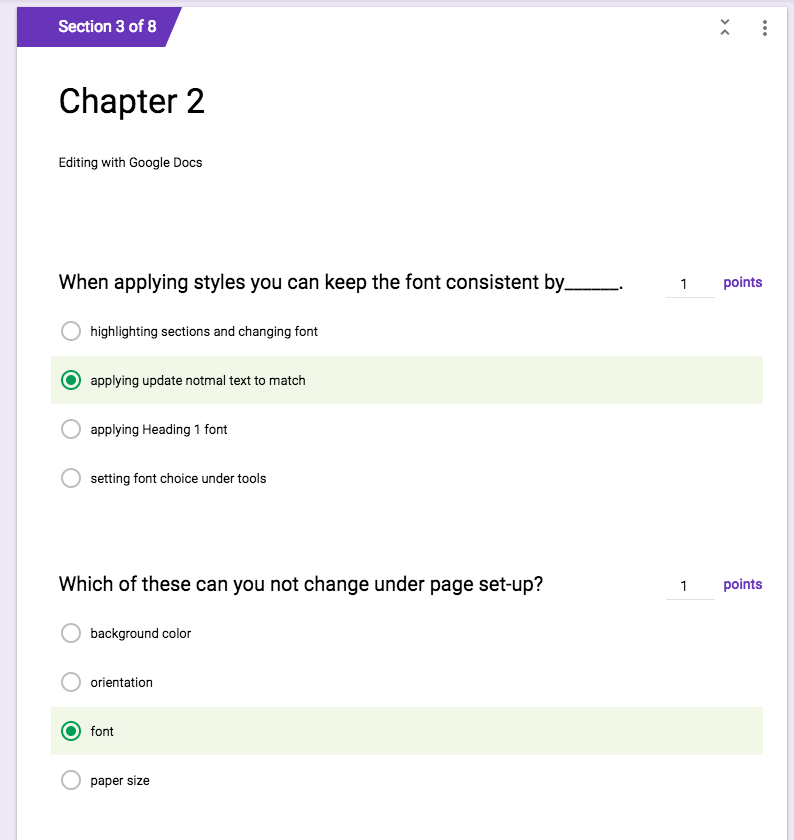 Section 3 of 8
Chapter 2
Editing with Google Docs
When applying styles you can keep the font consistent by______.
1 points
highlighting sections and changing font
applying update notmal text to match
applying Heading 1 font
setting font choice under tools
Which of these can you not change under page set-up?
1 points
background color
orientation
font
paper size